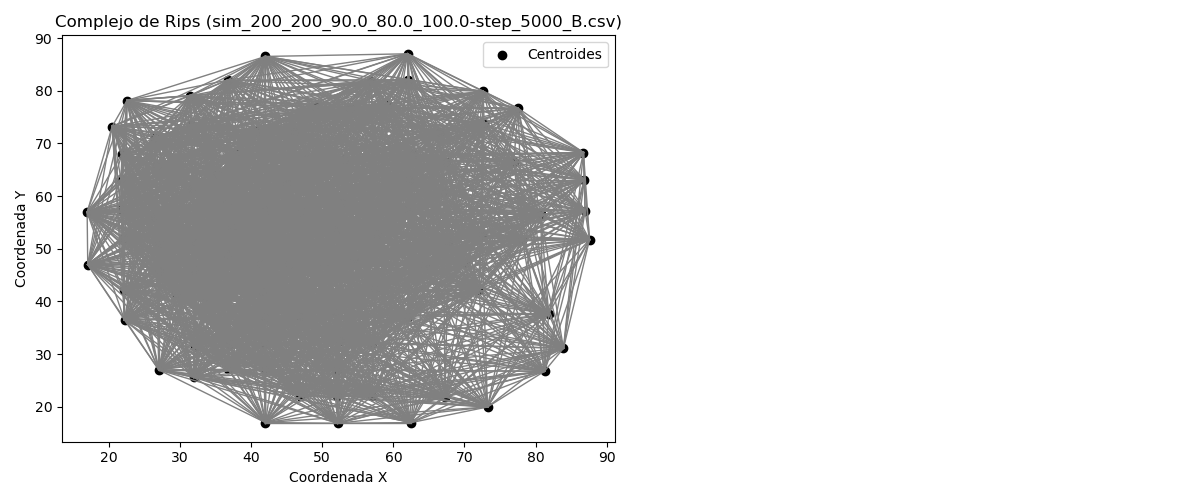 Complejo de Rips (sim_200_200_90.0_80.0_100.0-step_5000_B.csv)
Centroides
90
80
70
60
50
40
30
20
Coordenada Y
20 30 40 50 60 70 80 90
Coordenada X